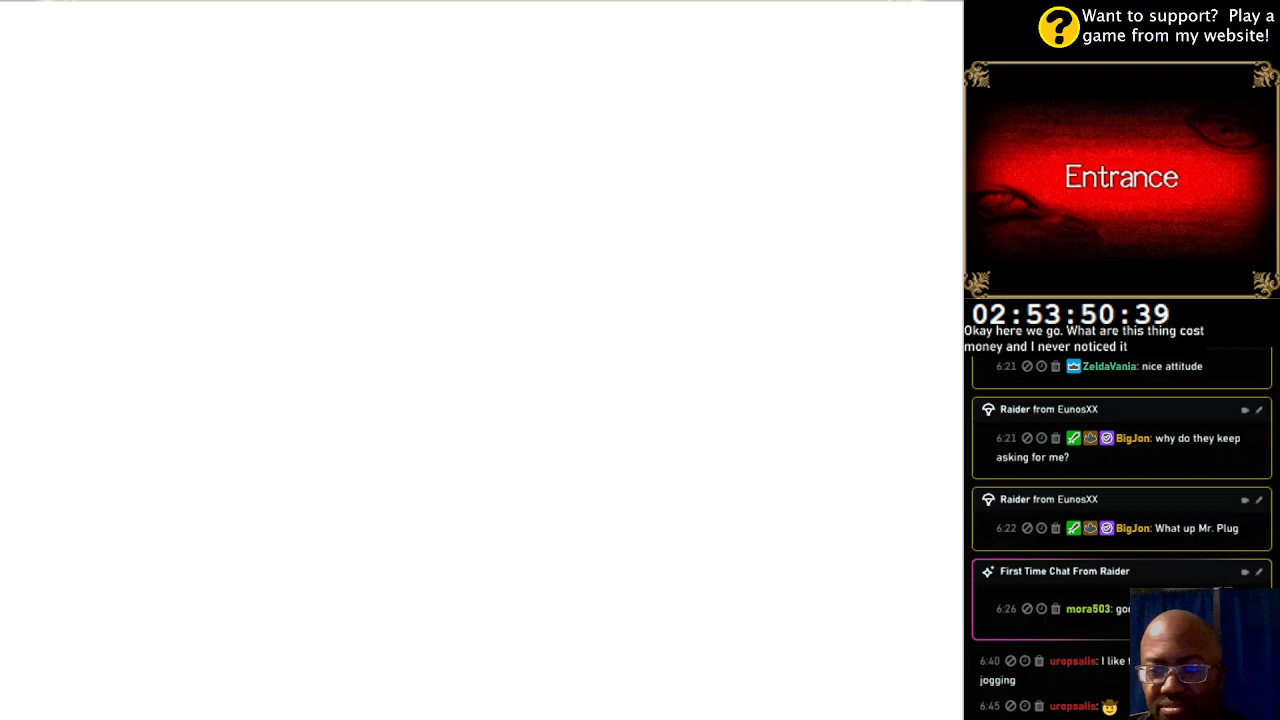 Want to support? Play a
game from my website!
Entrance
02:53:50:39
Okay here we go. What are this thing cost
money and I never noticed it
6:21 ZeldaVania: nice attitude
Raider from EunosXX
6:21 BigJon: why do they keep
asking for me?
Raider from EunosXX
6:22 BigJon: What up Mr. Plug
First Time Chat From Raider
6:26 mora503:
6:40 uropsalis: I like
jogging
6:45 uropsalis: